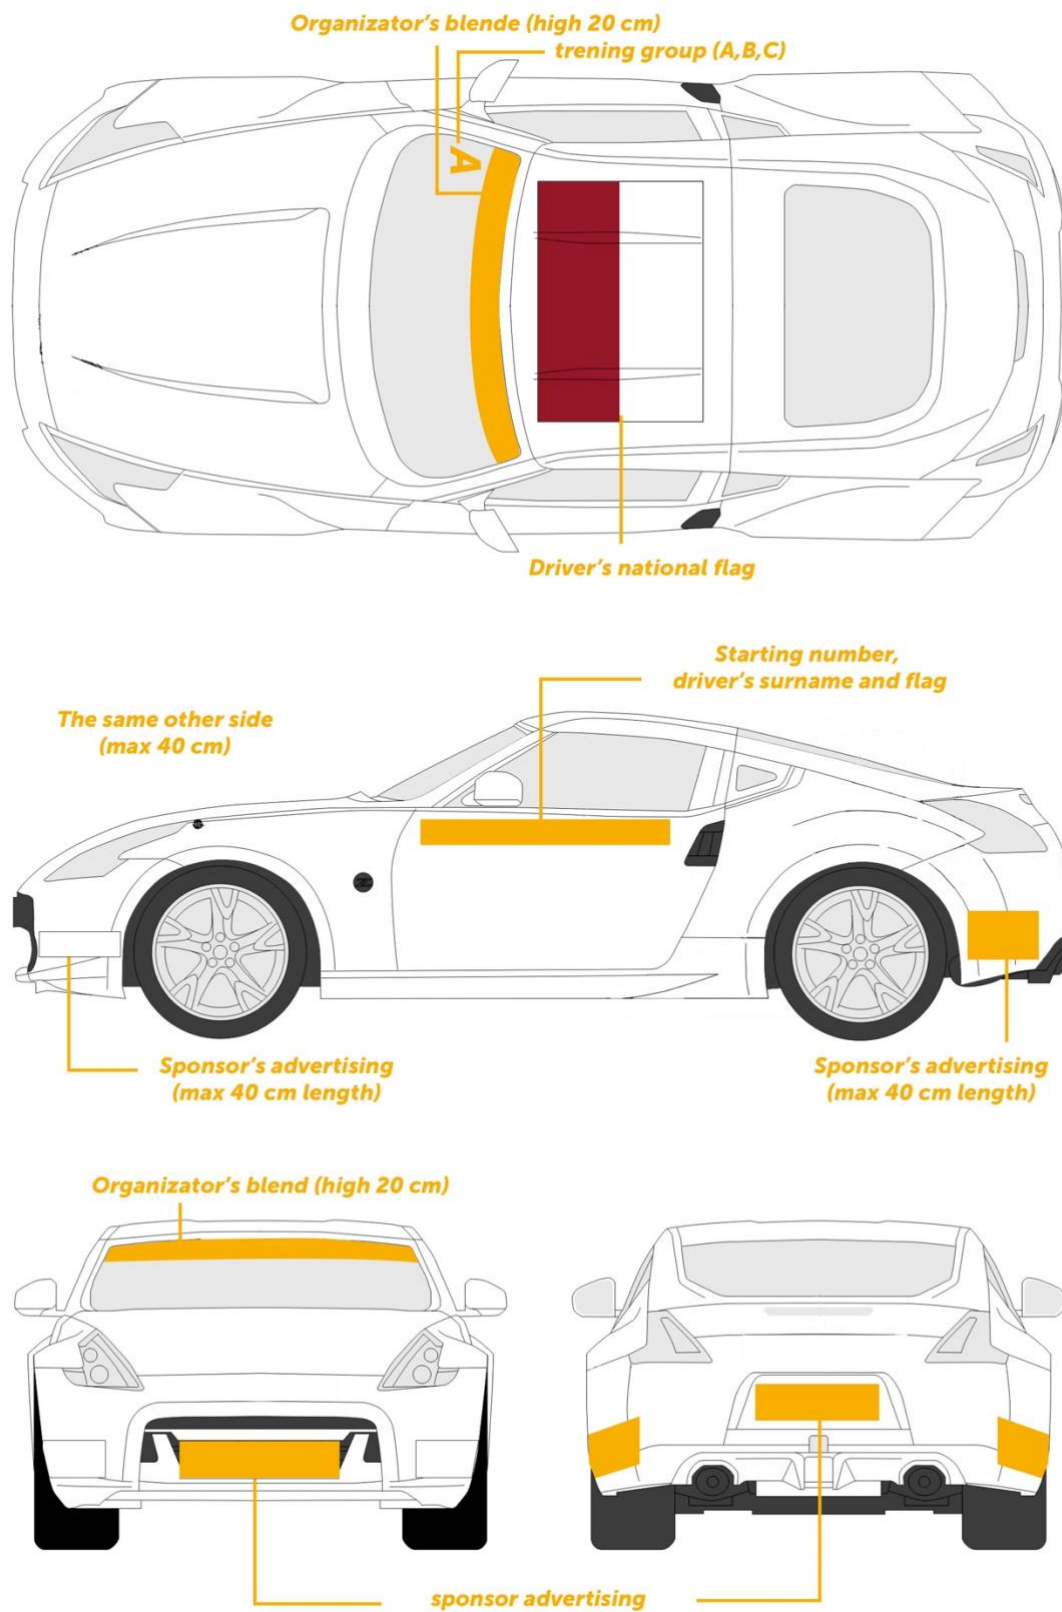 Organizator's blende (high 20 cm)
trening group (A,B,C)
A
Driver's national flag
Starting number,
driver's surname and flag
The same other side
(max 40 cm)
Sponsor's advertising
(max 40 cm length)
Sponsor's advertising
(max 40 cm length)
Organizator's blend (high 20 cm)
sponsor advertising